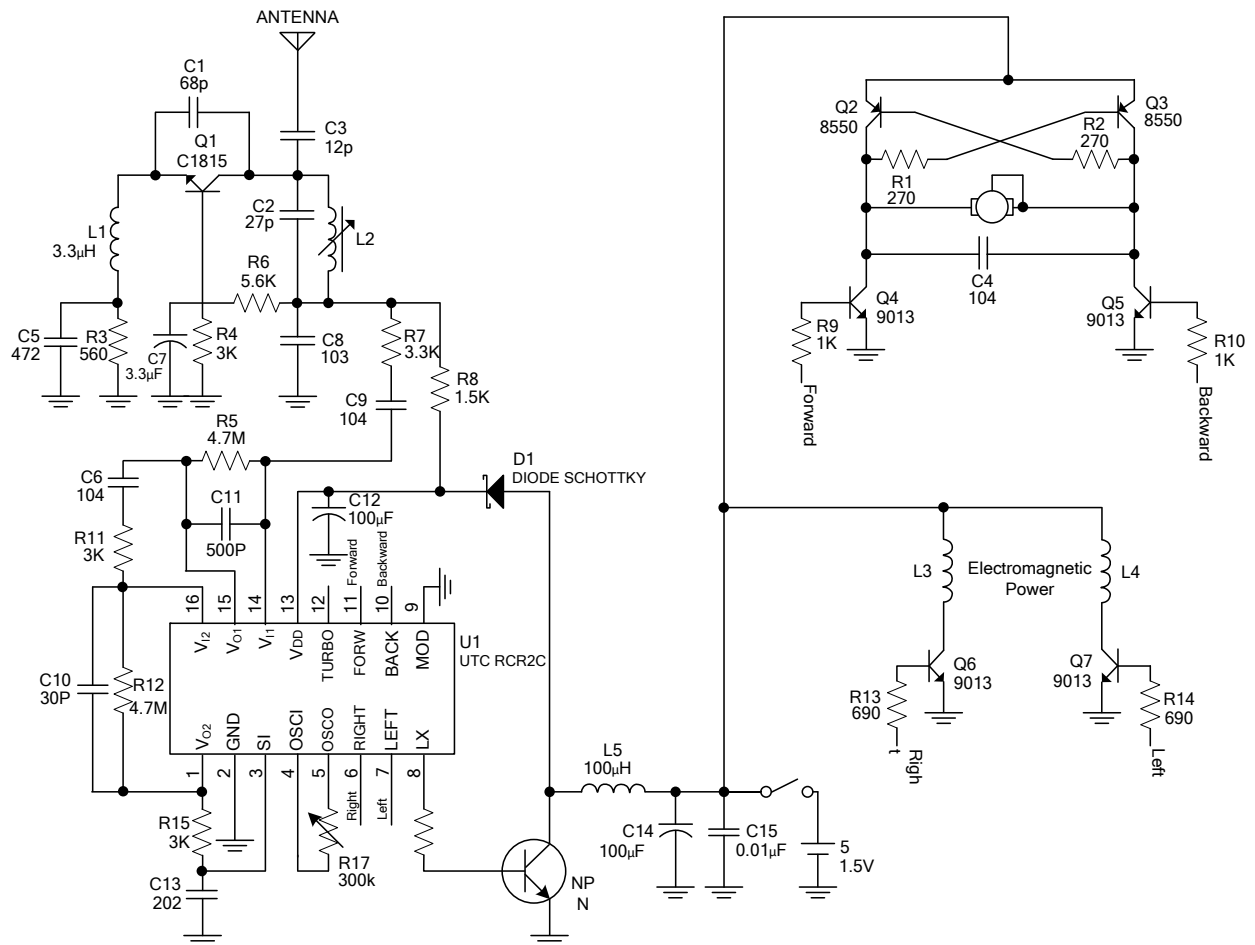 ANTENNA
C1
68p
Q1
C1815
C3
12p
C2
27p
L2
L1
3.3µH
R6
5.6K
C5
472
R3
560
C7
3.3µF
R4
3K
C8
103
R7
3.3K
R8
1.5K
C9
104
R5
4.7M
C6
104
C11
500P
R11
3K
D1
DIODE SCHOTTKY
C12
100µF
Forward
Backward
16
15
14
13
12
11
10
9
VI2
VO1
VI1
VDD
TURBO
FORW
BACK
MOD
U1
UTC RCR2C
C10
30P
R12
4.7M
VO2
GND
SI
OSCI
OSCO
RIGHT
LEFT
LX
1
2
3
4
5
6
7
8
Right
Left
R15
3K
C13
202
R17
300k
NP
N
L5
100µH
C14
100µF
C15
0.01µF
5
1.5V
Q2
8550
Q3
8550
R2
270
R1
270
C4
104
Q4
9013
Q5
9013
R9
1K
R10
1K
Forward
Backward
L3
Electromagnetic
Power
L4
Q6
9013
Q7
9013
R13
690
R14
690
Righ
t
Left